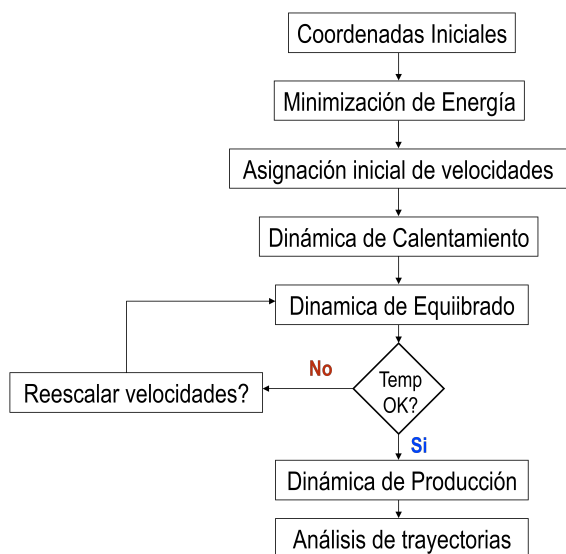 Coordenadas Iniciales
Minimización de Energía
Asignación inicial de velocidades
Dinámica de Calentamiento
Dinamica de Equiibrado
No
Temp
OK?
Reescalar velocidades?
Si
Dinámica de Producción
Análisis de trayectorias